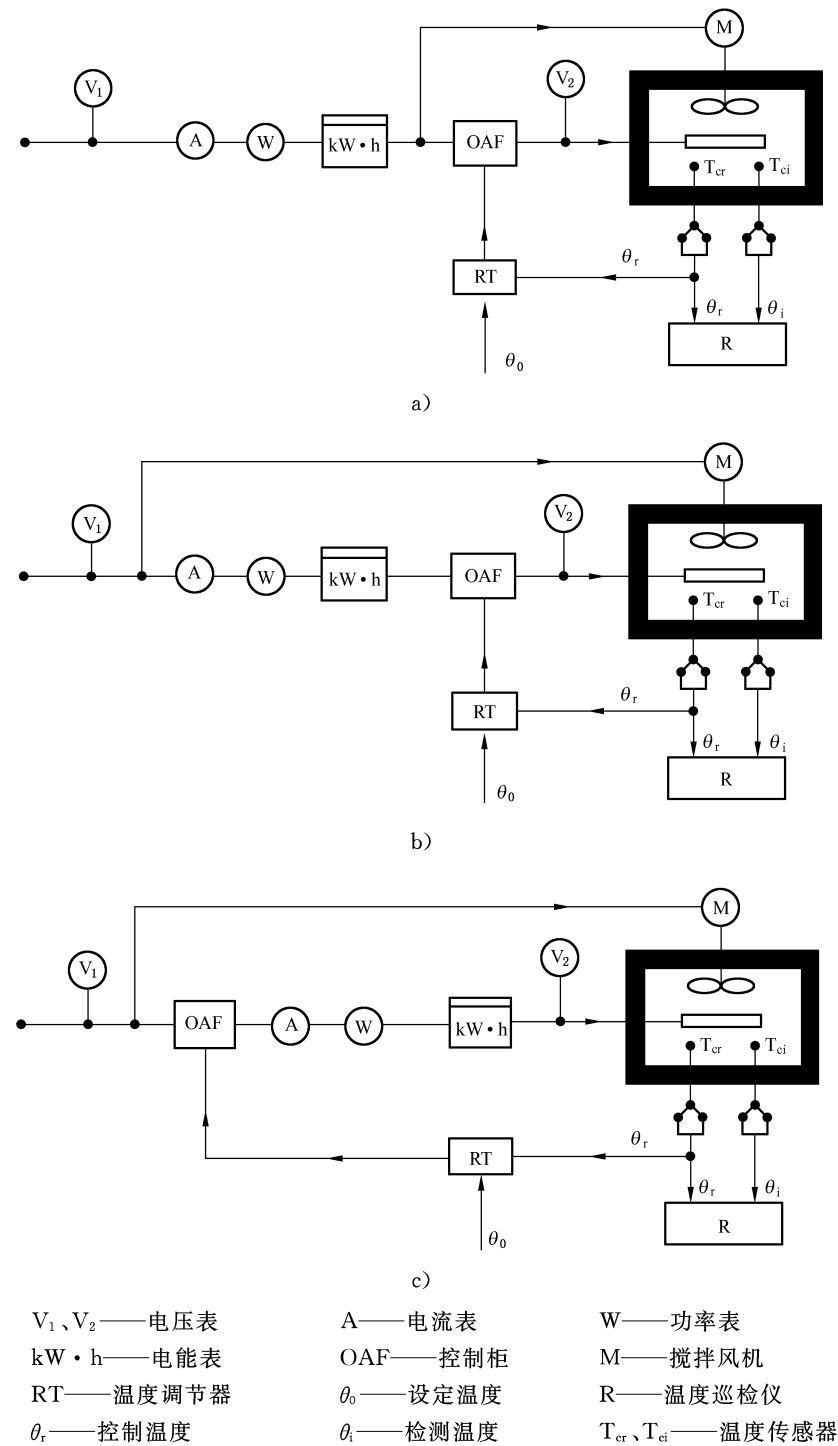 M
V₁
V₂
A
W
kW·h
OAF
T_cr
T_ci
RT
θ_r
θ_r
θ_i
R
θ₀
a）
M
V₁
V₂
A
W
kW·h
OAF
T_cr
T_ci
RT
θ_r
θ_r
θ_i
R
θ₀
b）
M
V₁
V₂
OAF
A
W
kW·h
T_cr
T_ci
RT
θ_r
θ_r
θ_i
R
θ₀
c）
V₁、V₂——电压表
A——电流表
W——功率表
kW·h——电能表
OAF——控制柜
M——搅拌风机
RT——温度调节器
θ₀——设定温度
R——温度巡检仪
θ_r——控制温度
θ_i——检测温度
T_cr、T_ci——温度传感器